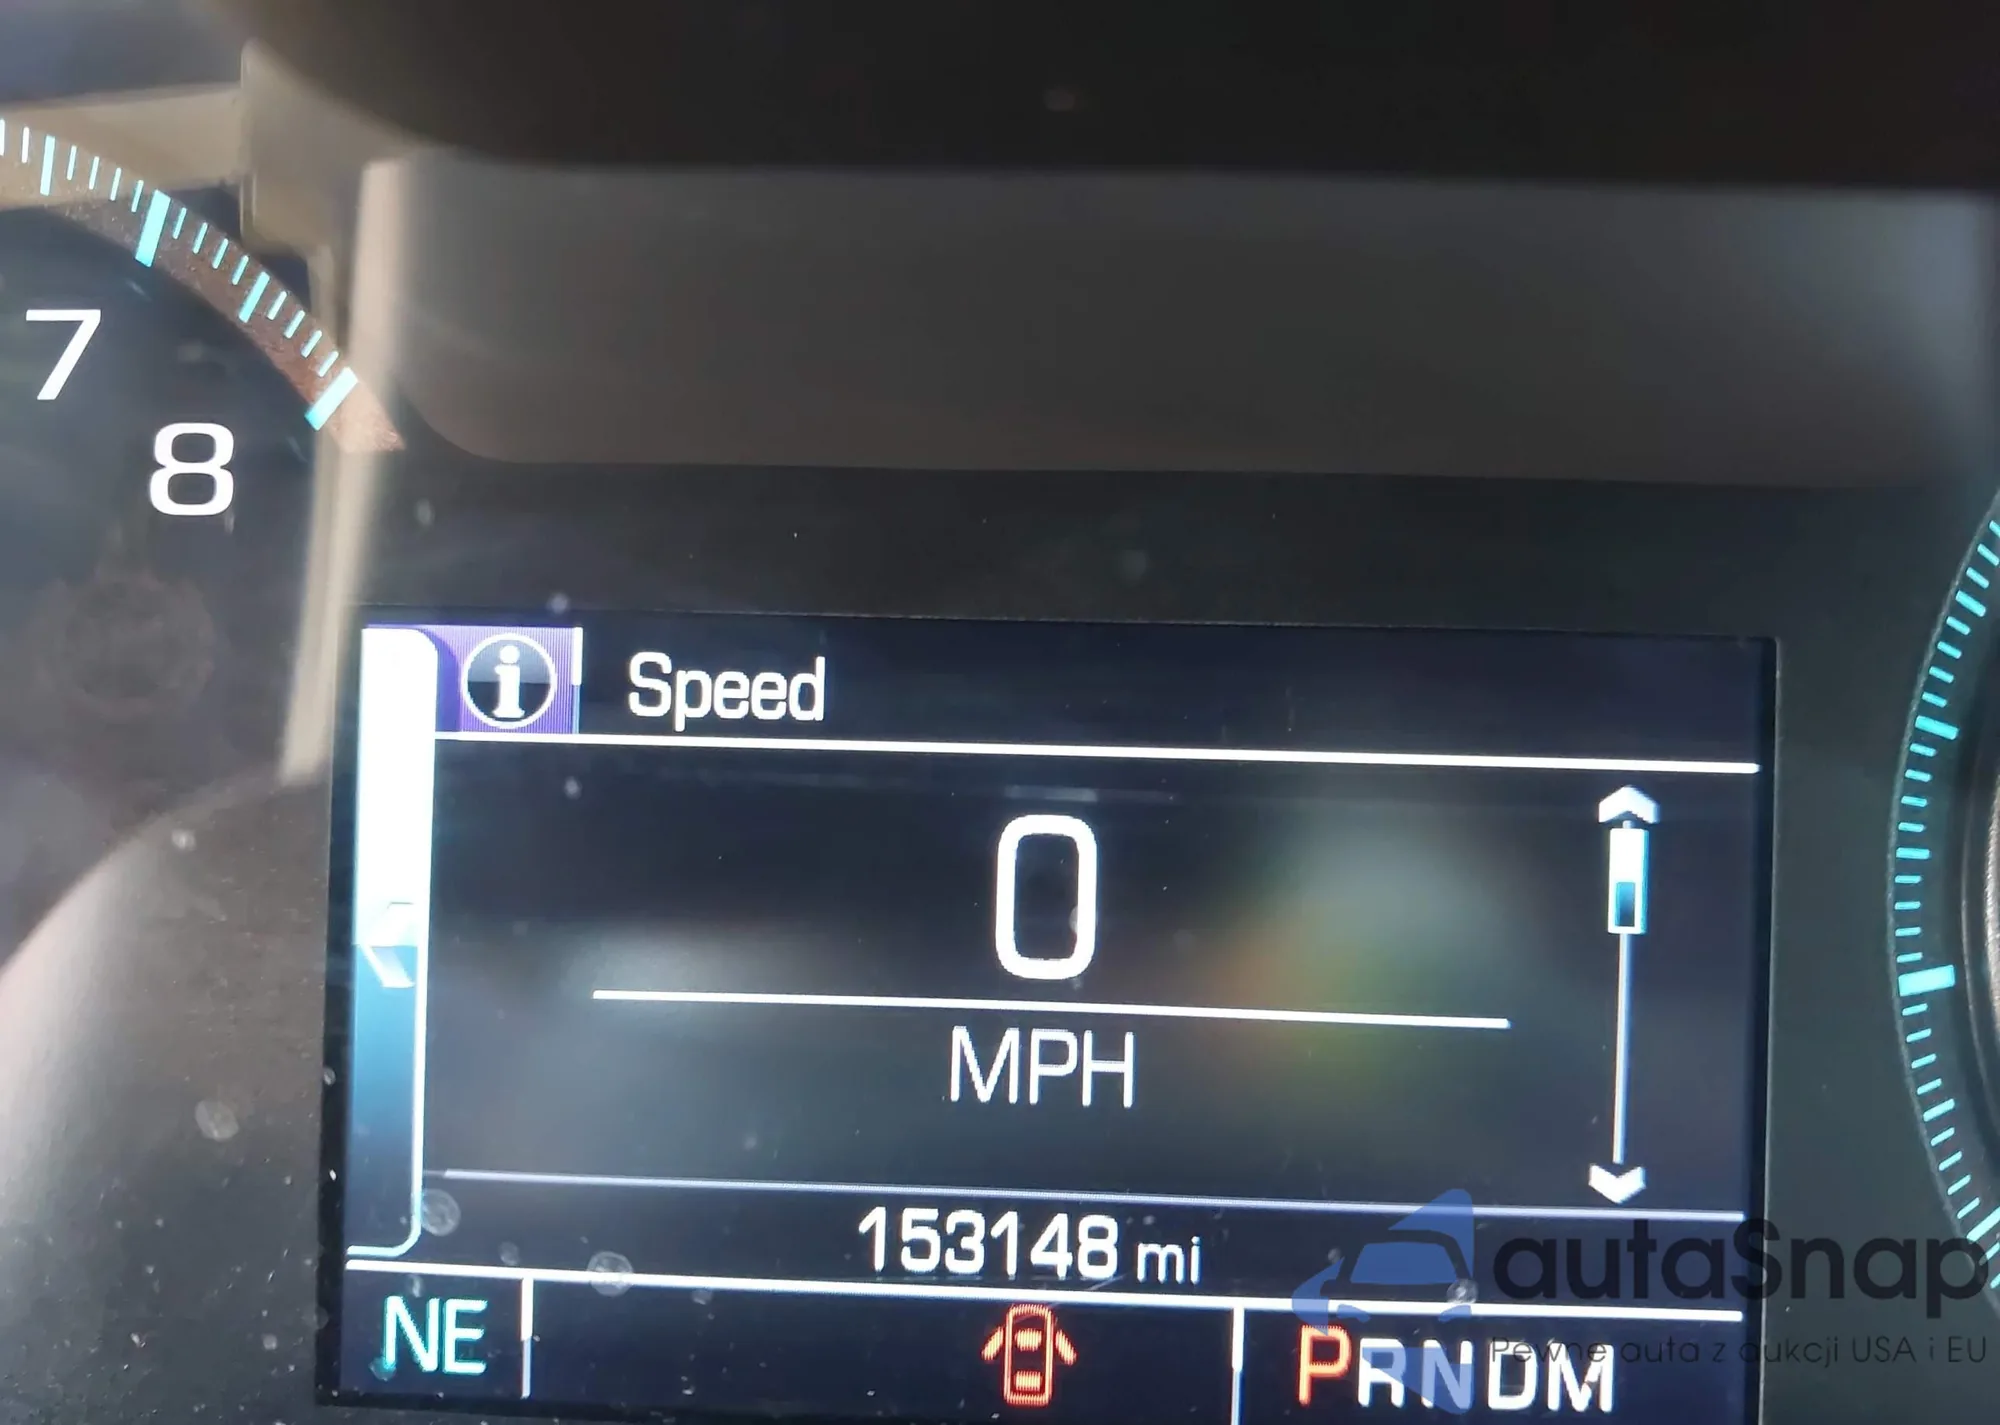 7
8
i Speed
0
MPH
153148 mi
NE
PRNDM
autaSnap
Pewne auta z aukcji USA i EU